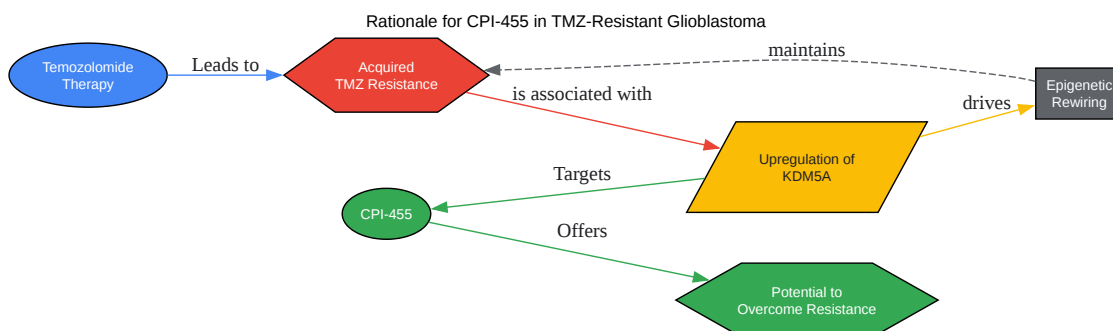 Rationale for CPI-455 in TMZ-Resistant Glioblastoma
Temozolomide
Therapy
Leads to
Acquired
TMZ Resistance
maintains
is associated with
Epigenetic
Rewiring
drives
Upregulation of
KDM5A
Targets
CPI-455
Offers
Potential to
Overcome Resistance